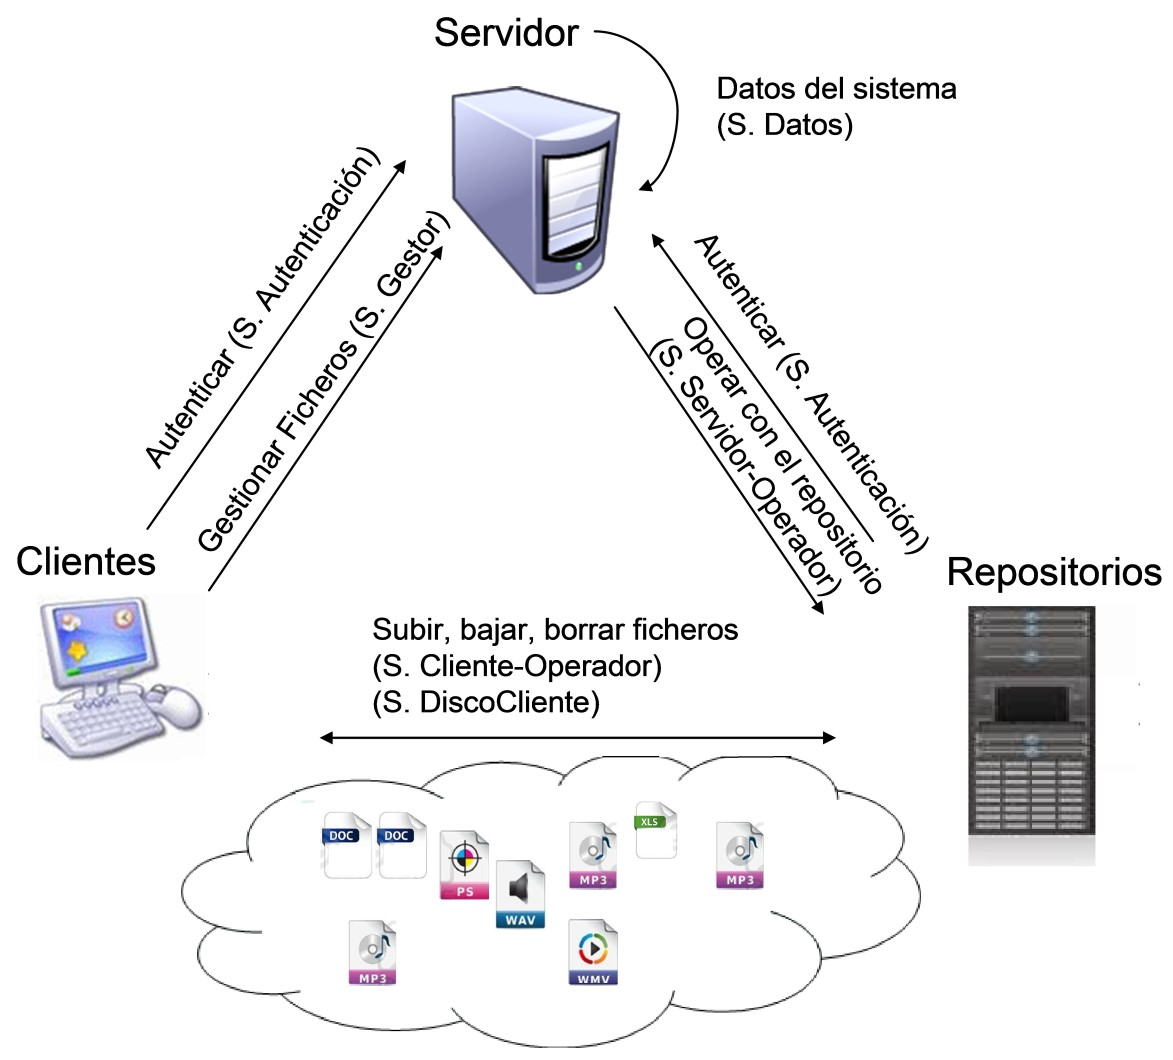 Servidor
Datos del sistema
(S. Datos)
Autenticar (S. Autenticación)
Gestionar Ficheros (S. Gestor)
Autenticar (S. Autenticación)
Operar con el repositorio
(S. Servidor-Operador)
Clientes
Repositorios
Subir, bajar, borrar ficheros
(S. Cliente-Operador)
(S. DiscoCliente)
DOC
DOC
PS
WAV
MP3
XLS
MP3
MP3
WMV